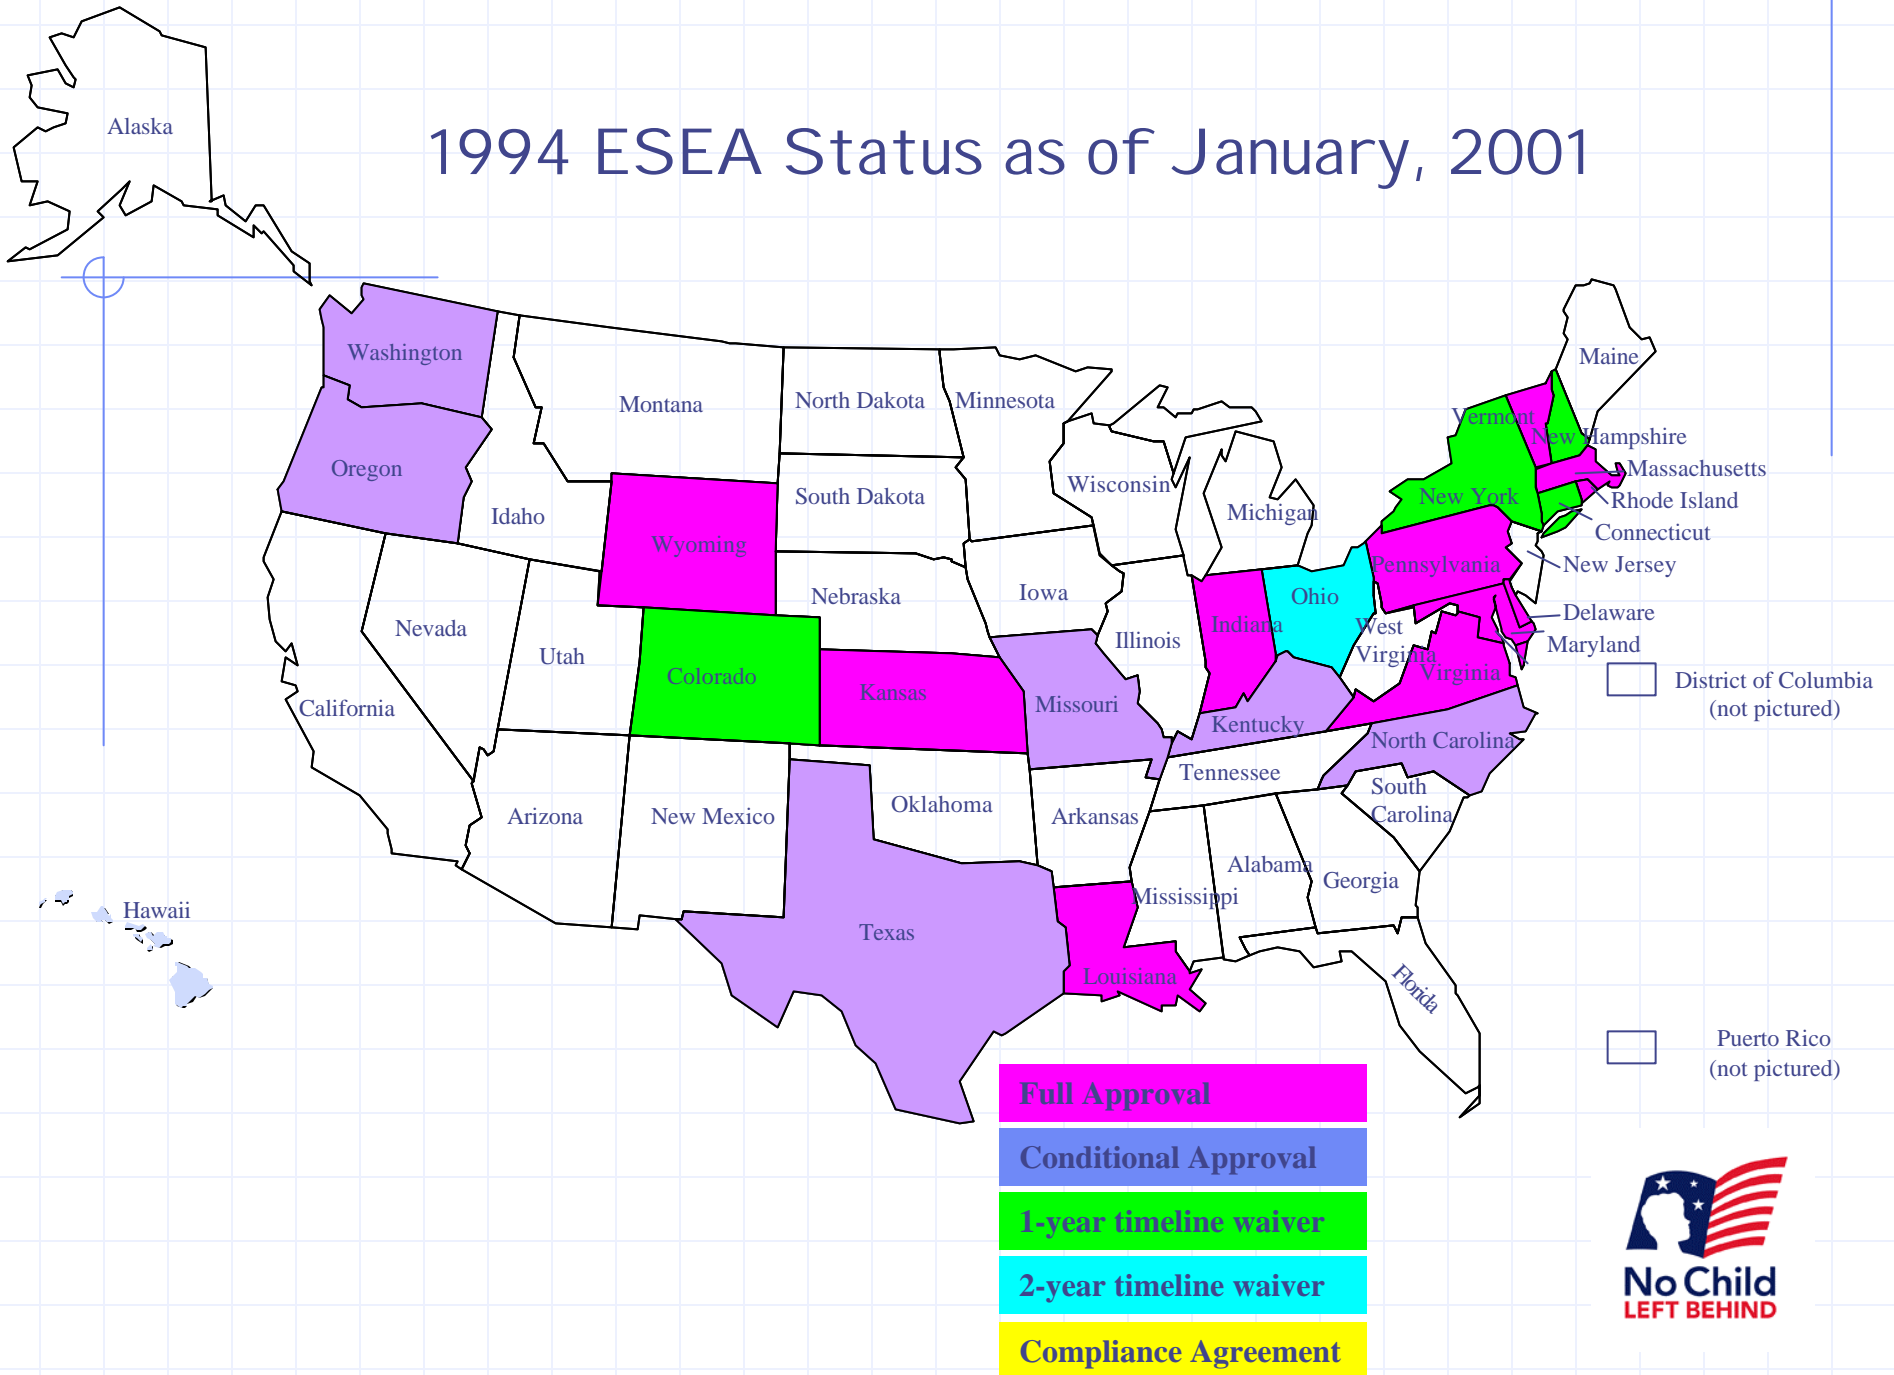 Alaska
1994 ESEA Status as of January, 2001
Washington
Maine
Montana
North Dakota
Minnesota
Vermont
New Hampshire
Oregon
Massachusetts
Wisconsin
South Dakota
New York
Rhode Island
Idaho
Michigan
Connecticut
Wyoming
Pennsylvania
New Jersey
Nebraska
Iowa
Ohio
Delaware
Nevada
Indiana
West
Virginia
Illinois
Maryland
Utah
Colorado
Virginia
District of Columbia
(not pictured)
Kansas
Missouri
California
Kentucky
North Carolina
Tennessee
South
Carolina
Oklahoma
Arizona
New Mexico
Arkansas
Alabama
Georgia
Mississippi
Hawaii
Texas
Louisiana
Florida
Puerto Rico
(not pictured)
Full Approval
Conditional Approval
1-year timeline waiver
2-year timeline waiver
Compliance Agreement
No Child
LEFT BEHIND